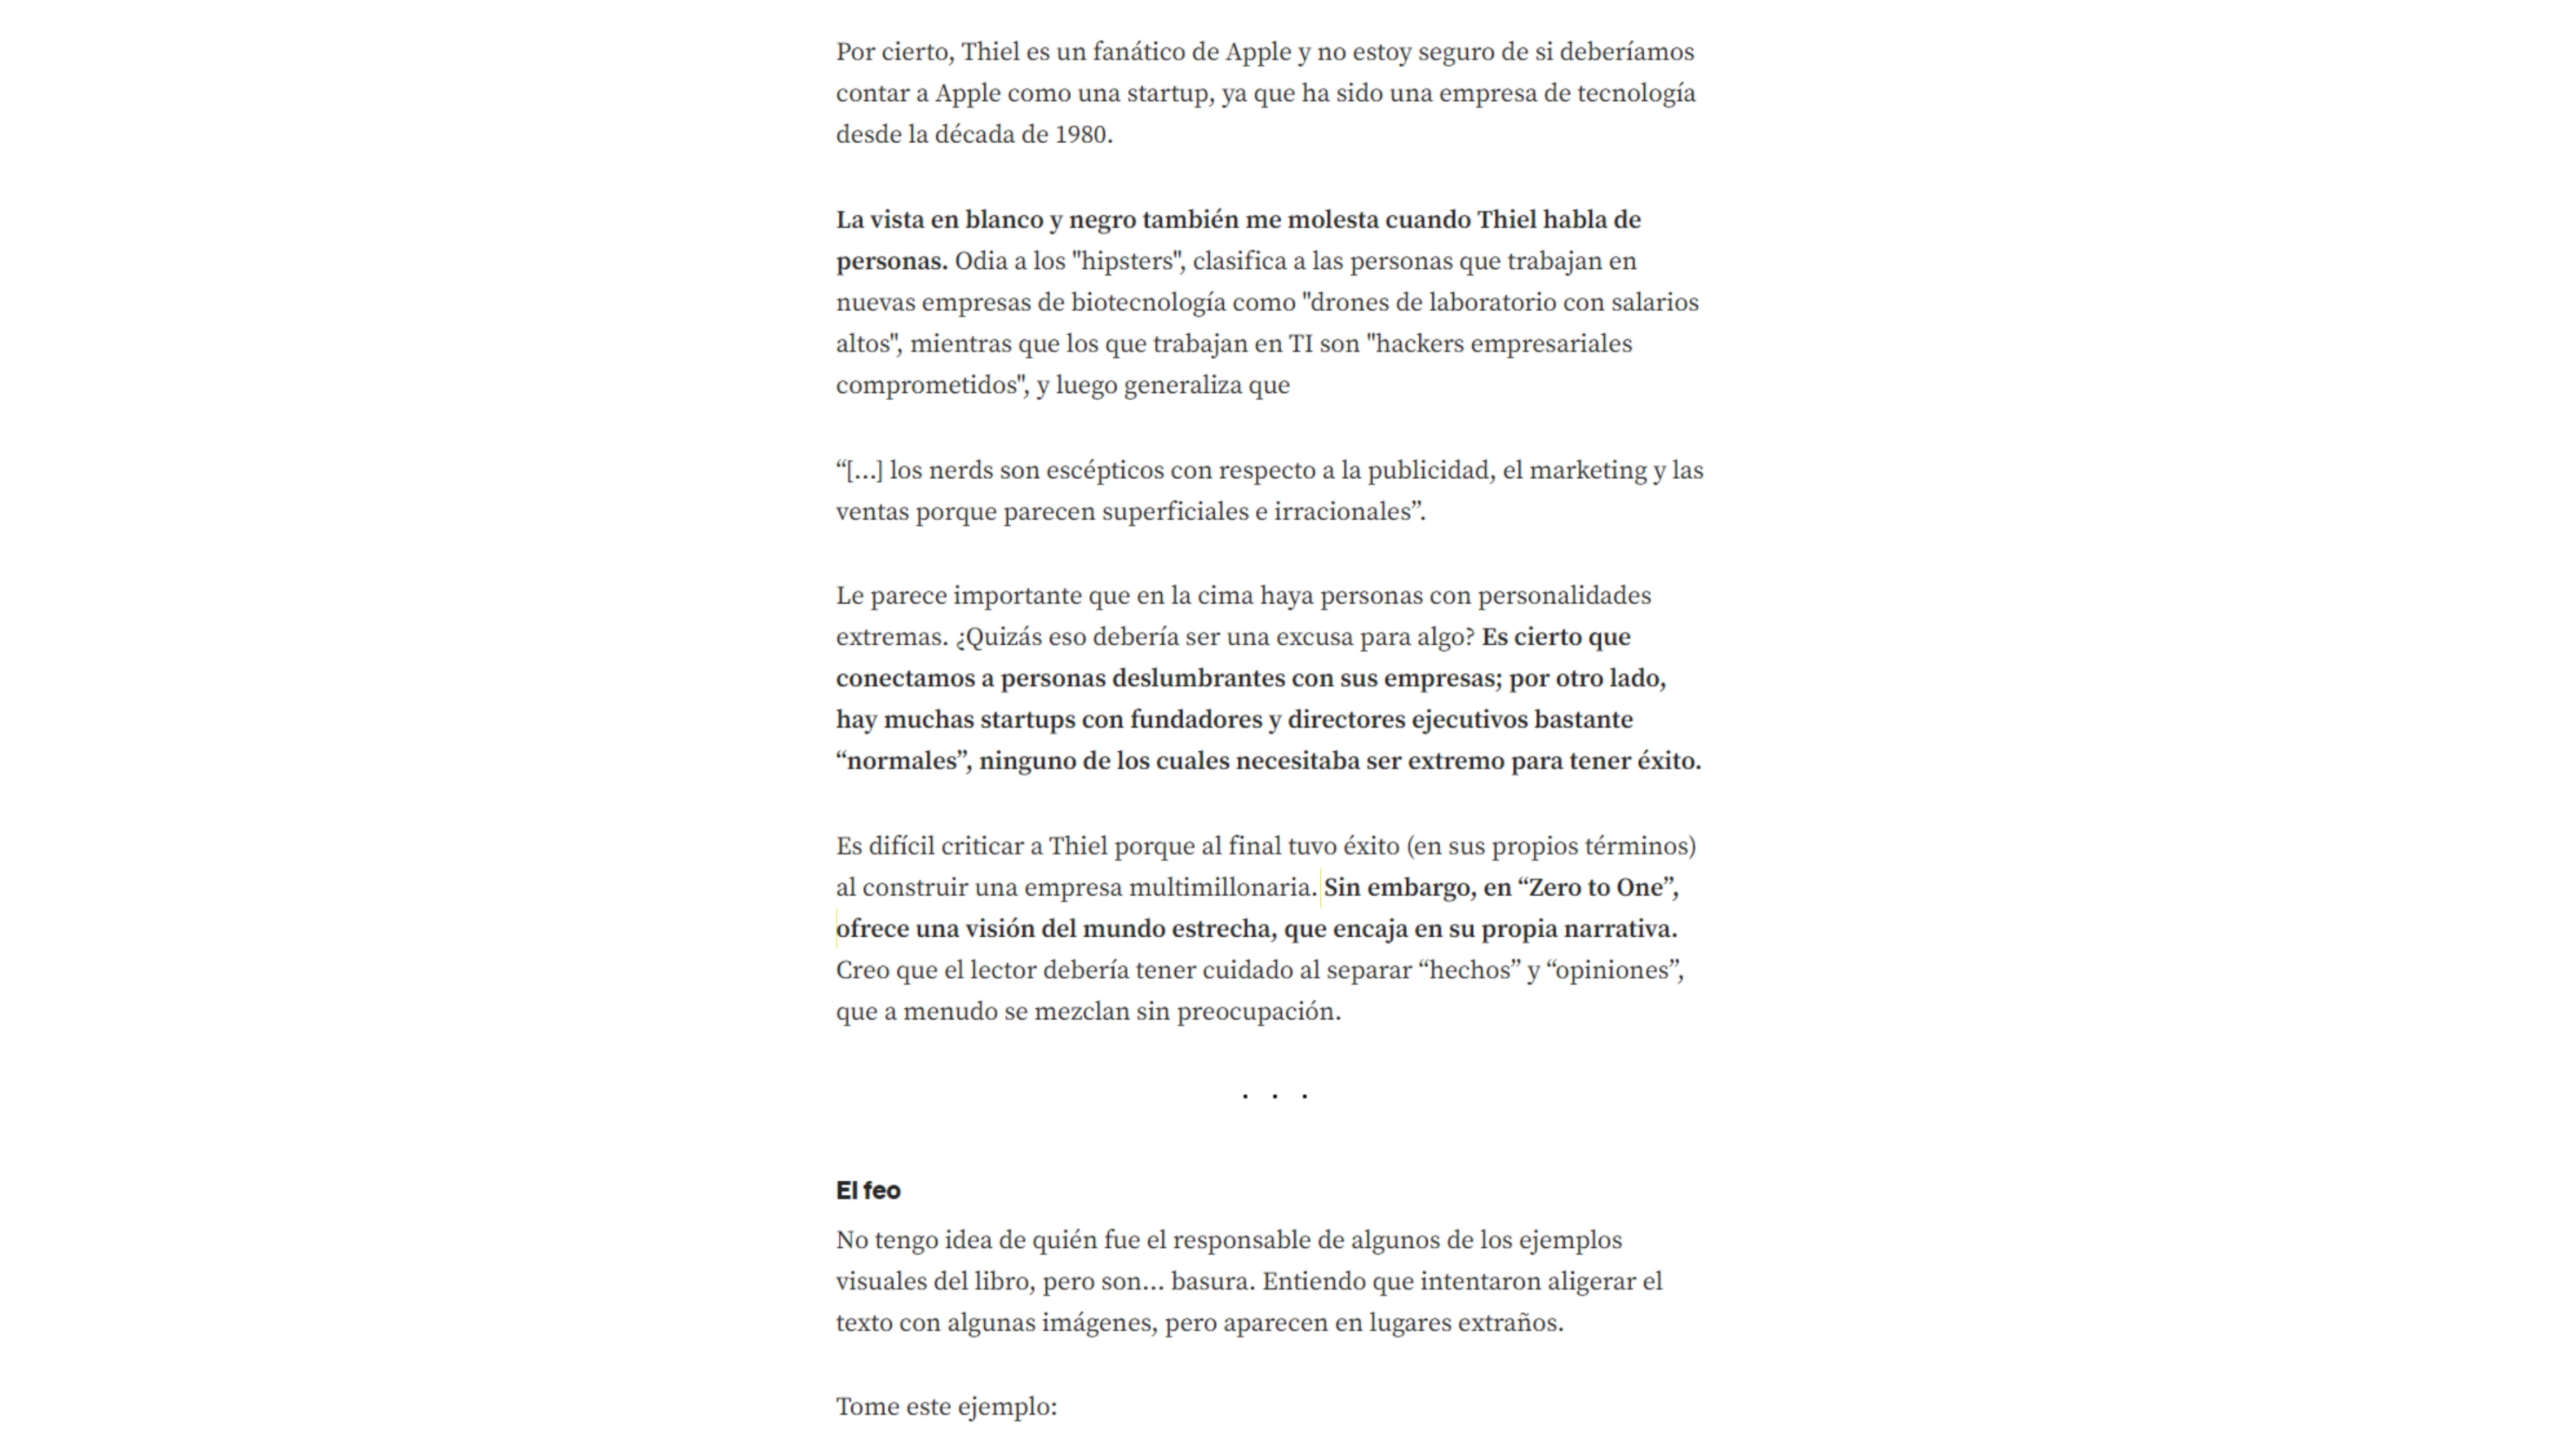 Por cierto, Thiel es un fanático de Apple y no estoy seguro de si deberíamos
contar a Apple como una startup, ya que ha sido una empresa de tecnología
desde la década de 1980.
La vista en blanco y negro también me molesta cuando Thiel habla de
personas. Odia a los "hipsters", clasifica a las personas que trabajan en
nuevas empresas de biotecnología como "drones de laboratorio con salarios
altos", mientras que los que trabajan en TI son "hackers empresariales
comprometidos", y luego generaliza que
“[…] los nerds son escépticos con respecto a la publicidad, el marketing y las
ventas porque parecen superficiales e irracionales”.
Le parece importante que en la cima haya personas con personalidades
extremas. ¿Quizás eso debería ser una excusa para algo? Es cierto que
conectamos a personas deslumbrantes con sus empresas; por otro lado,
hay muchas startups con fundadores y directores ejecutivos bastante
“normales”, ninguno de los cuales necesitaba ser extremo para tener éxito.
Es difícil criticar a Thiel porque al final tuvo éxito (en sus propios términos)
al construir una empresa multimillonaria. Sin embargo, en “Zero to One”,
ofrece una visión del mundo estrecha, que encaja en su propia narrativa.
Creo que el lector debería tener cuidado al separar “hechos” y “opiniones”,
que a menudo se mezclan sin preocupación.
. . .
El feo
No tengo idea de quién fue el responsable de algunos de los ejemplos
visuales del libro, pero son… basura. Entiendo que intentaron aligerar el
texto con algunas imágenes, pero aparecen en lugares extraños.
Tome este ejemplo: